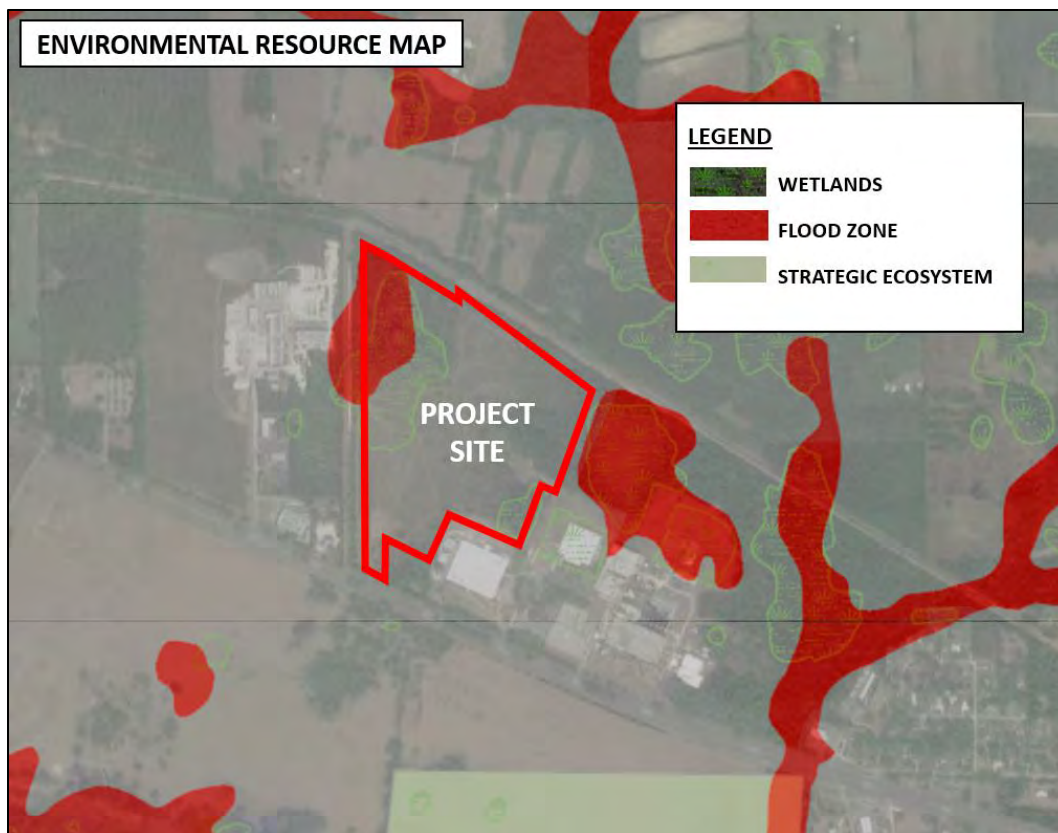 ENVIRONMENTAL RESOURCE MAP
LEGEND
WETLANDS
FLOOD ZONE
STRATEGIC ECOSYSTEM
PROJECT
SITE